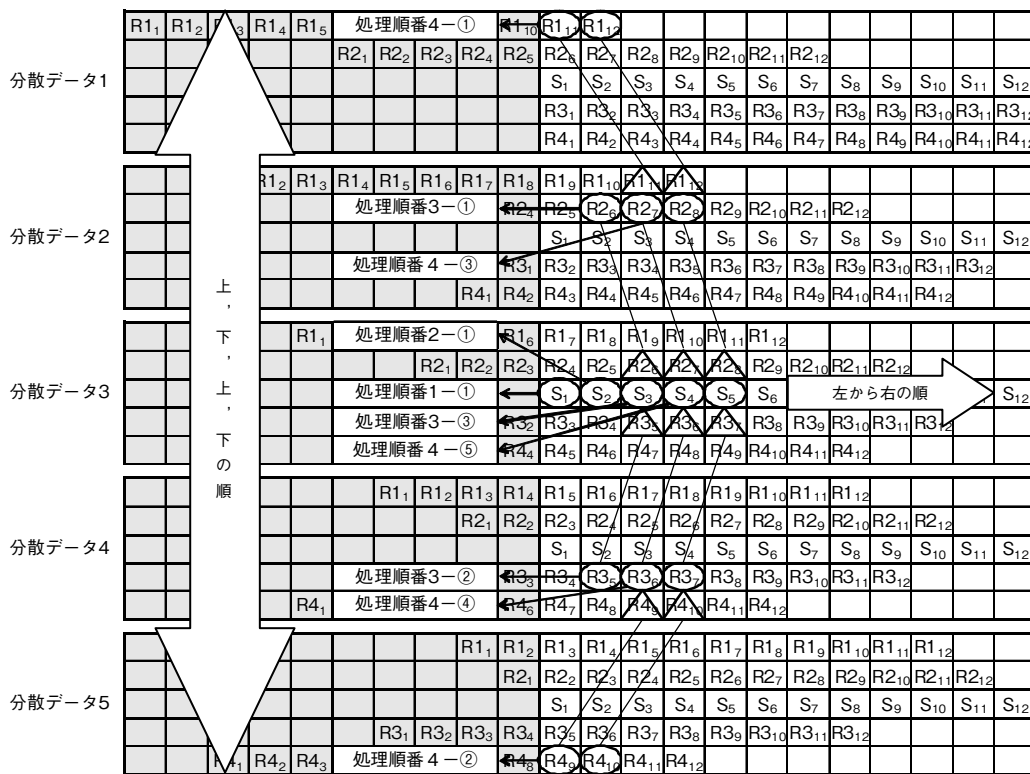 R1₁ R1₂ R1₃ R1₄ R1₅ 処理順番4-① R1₁₀ R1₁₁ R1₁₂
R2₁ R2₂ R2₃ R2₄ R2₅ R2₆ R2₇ R2₈ R2₉ R2₁₀ R2₁₁ R2₁₂
分散データ1 S₁ S₂ S₃ S₄ S₅ S₆ S₇ S₈ S₉ S₁₀ S₁₁ S₁₂
R3₁ R3₂ R3₃ R3₄ R3₅ R3₆ R3₇ R3₈ R3₉ R3₁₀ R3₁₁ R3₁₂
R4₁ R4₂ R4₃ R4₄ R4₅ R4₆ R4₇ R4₈ R4₉ R4₁₀ R4₁₁ R4₁₂
R1₂ R1₃ R1₄ R1₅ R1₆ R1₇ R1₈ R1₉ R1₁₀ R1₁₁ R1₁₂
処理順番3-① R2₄ R2₅ R2₆ R2₇ R2₈ R2₉ R2₁₀ R2₁₁ R2₁₂
分散データ2 S₁ S₂ S₃ S₄ S₅ S₆ S₇ S₈ S₉ S₁₀ S₁₁ S₁₂
処理順番4-③ R3₁ R3₂ R3₃ R3₄ R3₅ R3₆ R3₇ R3₈ R3₉ R3₁₀ R3₁₁ R3₁₂
R4₁ R4₂ R4₃ R4₄ R4₅ R4₆ R4₇ R4₈ R4₉ R4₁₀ R4₁₁ R4₁₂
上,下,上,下の順
R1₁ 処理順番2-① R1₆ R1₇ R1₈ R1₉ R1₁₀ R1₁₁ R1₁₂
R2₁ R2₂ R2₃ R2₄ R2₅ R2₆ R2₇ R2₈ R2₉ R2₁₀ R2₁₁ R2₁₂
分散データ3 処理順番1-① S₁ S₂ S₃ S₄ S₅ S₆ 左から右の順 S₁₂
処理順番3-③ R3₂ R3₃ R3₄ R3₅ R3₆ R3₇ R3₈ R3₉ R3₁₀ R3₁₁
処理順番4-⑤ R4₄ R4₅ R4₆ R4₇ R4₈ R4₉ R4₁₀ R4₁₁ R4₁₂
R1₁ R1₂ R1₃ R1₄ R1₅ R1₆ R1₇ R1₈ R1₉ R1₁₀ R1₁₁ R1₁₂
R2₁ R2₂ R2₃ R2₄ R2₅ R2₆ R2₇ R2₈ R2₉ R2₁₀ R2₁₁ R2₁₂
分散データ4 S₁ S₂ S₃ S₄ S₅ S₆ S₇ S₈ S₉ S₁₀ S₁₁ S₁₂
処理順番3-② R3₃ R3₄ R3₅ R3₆ R3₇ R3₈ R3₉ R3₁₀ R3₁₁ R3₁₂
R4₁ 処理順番4-④ R4₆ R4₇ R4₈ R4₉ R4₁₀ R4₁₁ R4₁₂
R1₁ R1₂ R1₃ R1₄ R1₅ R1₆ R1₇ R1₈ R1₉ R1₁₀ R1₁₁ R1₁₂
R2₁ R2₂ R2₃ R2₄ R2₅ R2₆ R2₇ R2₈ R2₉ R2₁₀ R2₁₁ R2₁₂
分散データ5 S₁ S₂ S₃ S₄ S₅ S₆ S₇ S₈ S₉ S₁₀ S₁₁ S₁₂
R3₁ R3₂ R3₃ R3₄ R3₅ R3₆ R3₇ R3₈ R3₉ R3₁₀ R3₁₁ R3₁₂
R4₁ R4₂ R4₃ 処理順番4-② R4₈ R4₉ R4₁₀ R4₁₁ R4₁₂